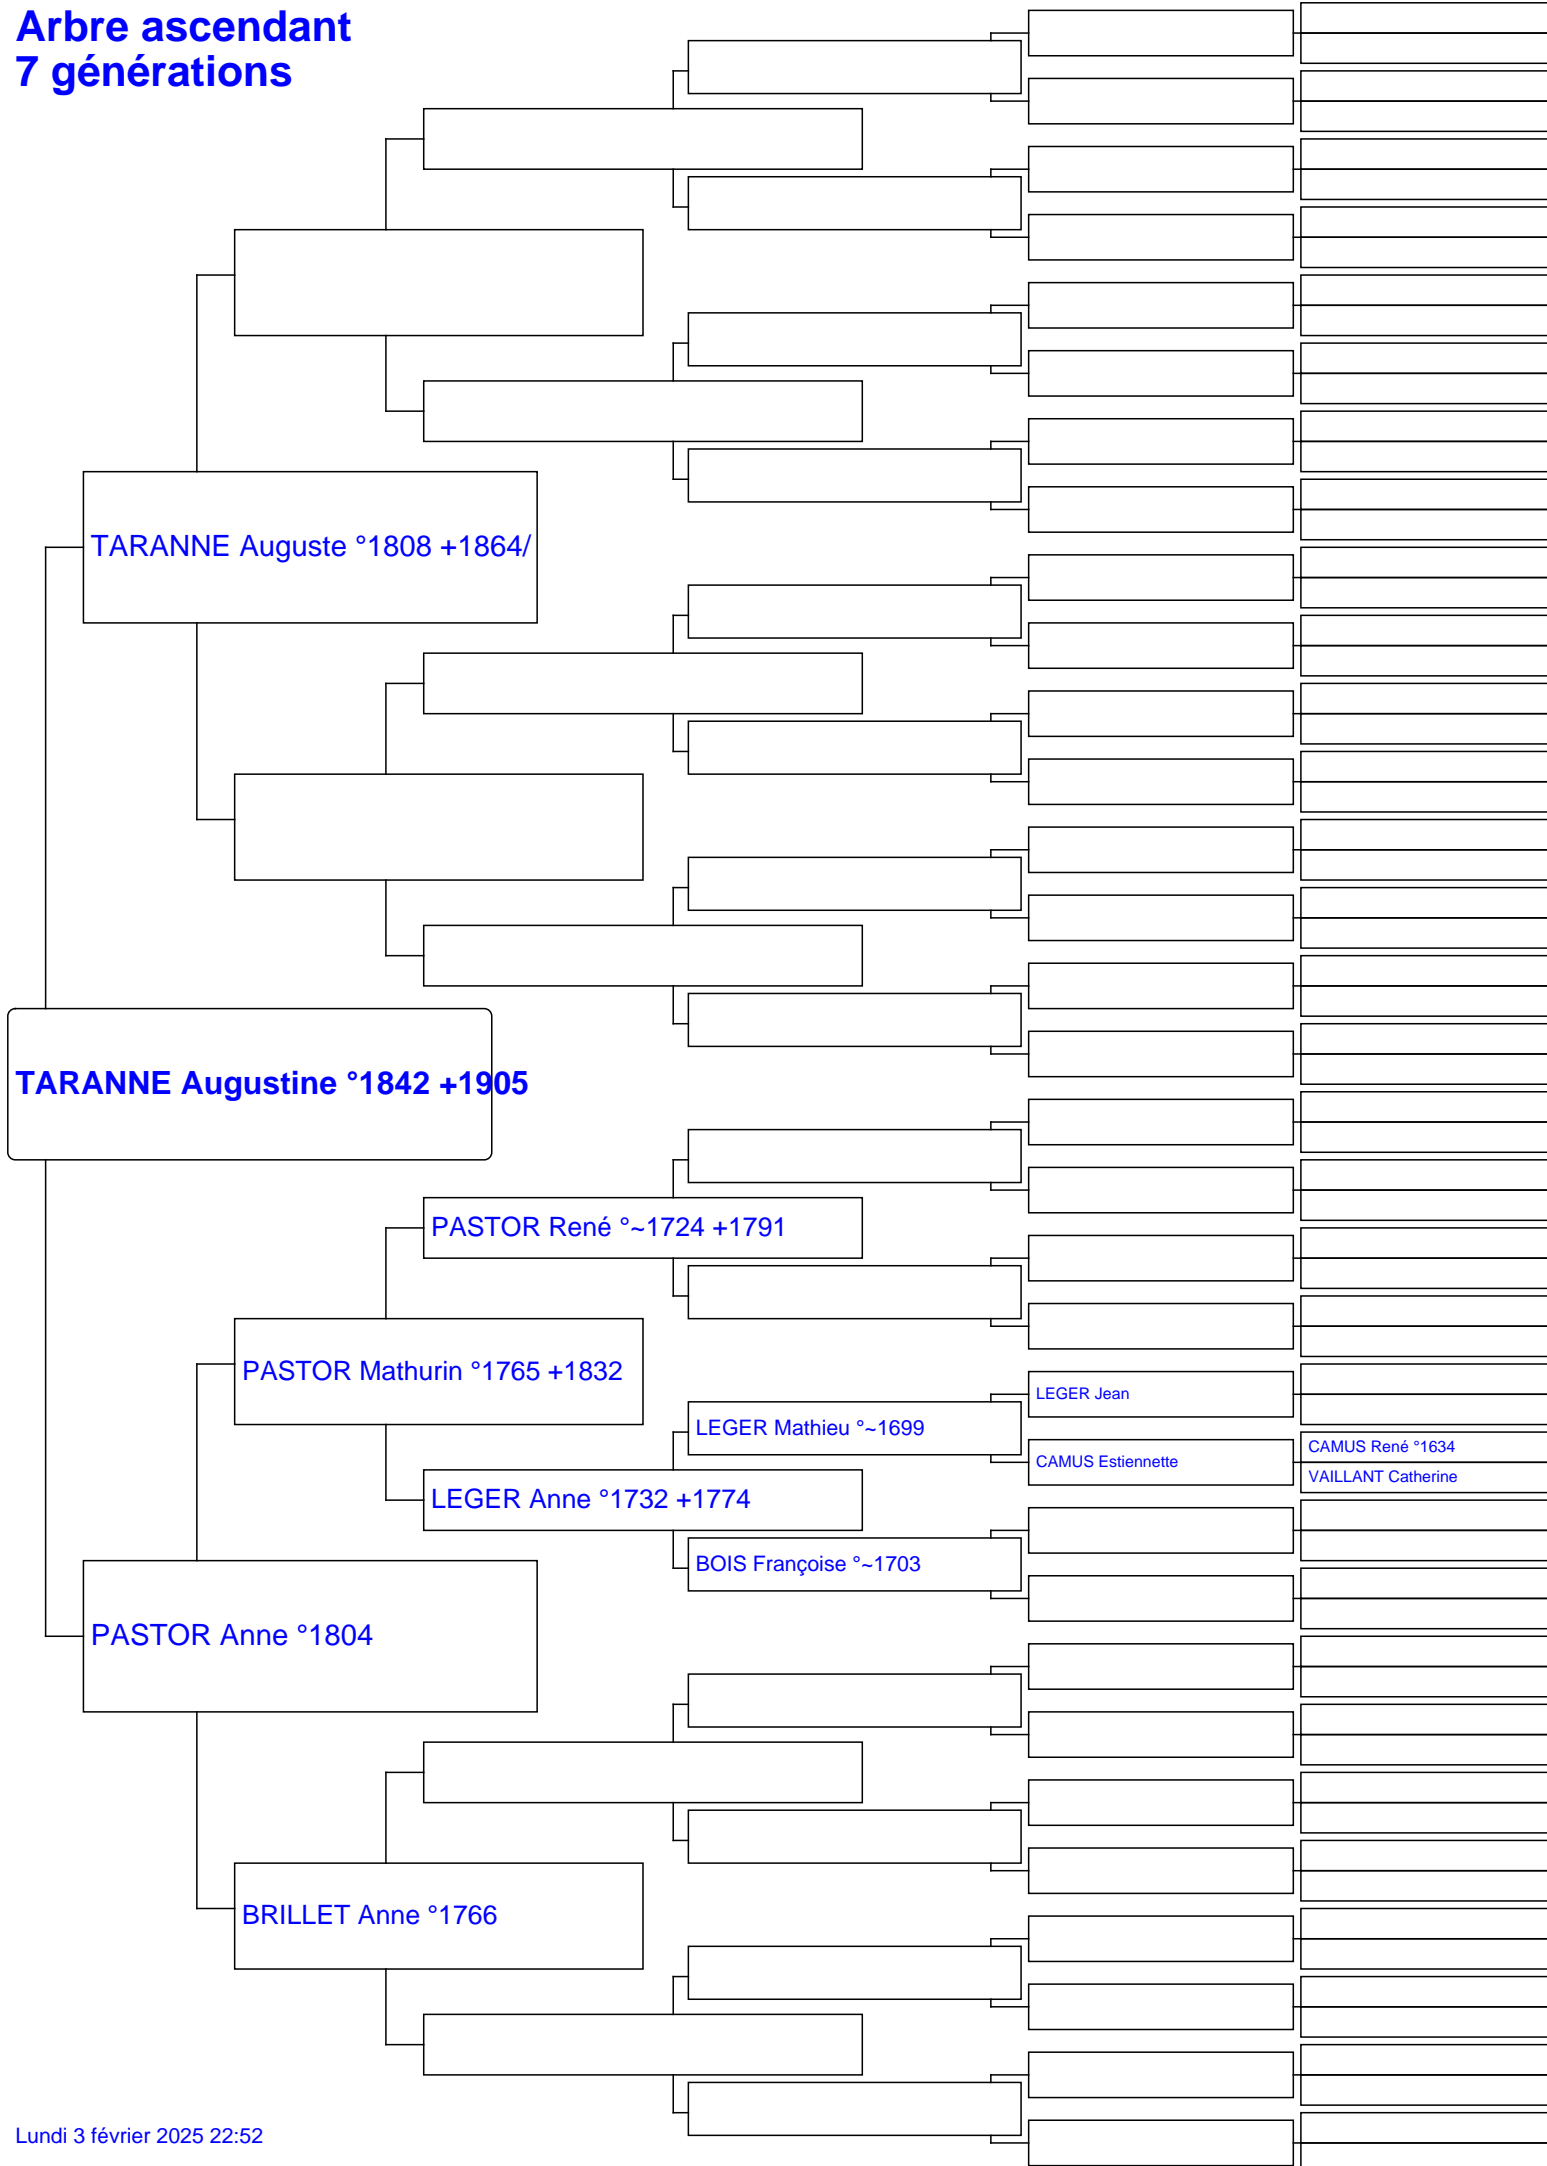 Arbre ascendant
7 générations
TARANNE Auguste °1808 +1864/
TARANNE Augustine °1842 +1905
PASTOR René °~1724 +1791
PASTOR Mathurin °1765 +1832
LEGER Jean
LEGER Mathieu °~1699
CAMUS René °1634
CAMUS Estiennette
VAILLANT Catherine
LEGER Anne °1732 +1774
BOIS Françoise °~1703
PASTOR Anne °1804
BRILLET Anne °1766
Lundi 3 février 2025 22:52